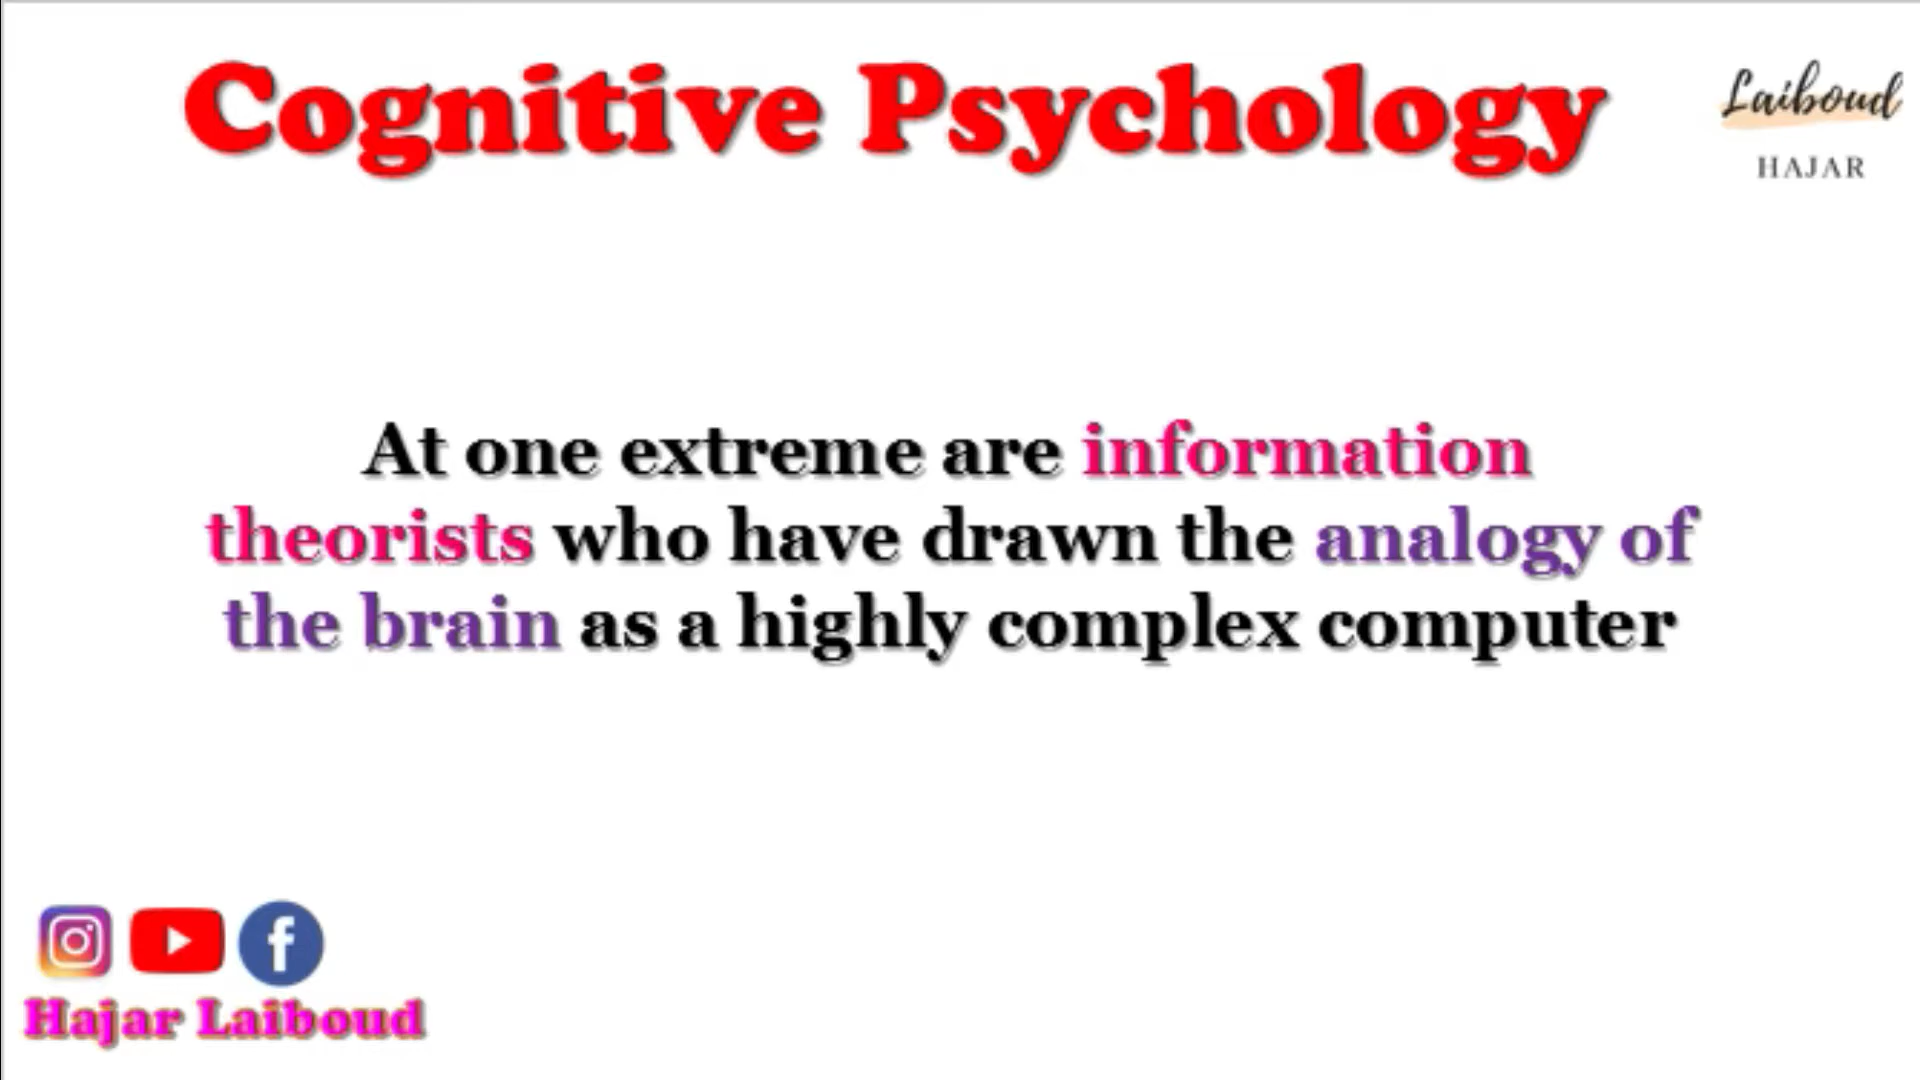 Cognitive Psychology
Laiboud
HAJAR
At one extreme are information
theorists who have drawn the analogy of
the brain as a highly complex computer
Hajar Laiboud